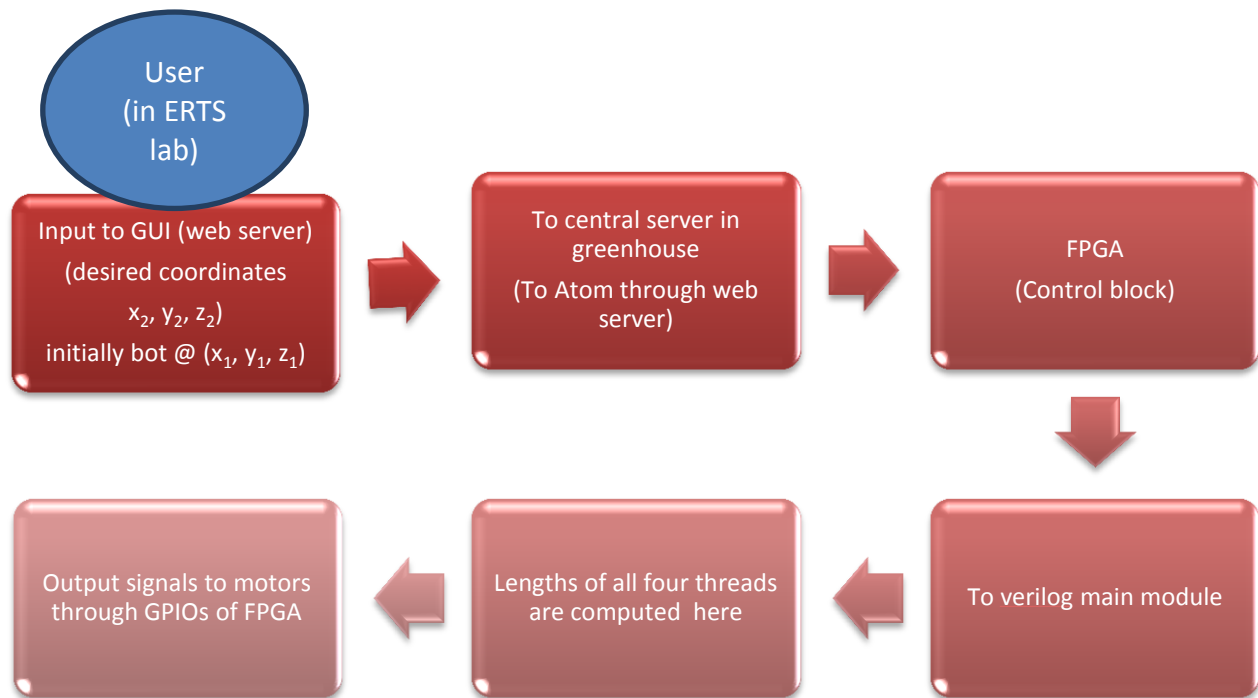 User
(in ERTS
lab)
Input to GUI (web server)
(desired coordinates
x₂, y₂, z₂)
initially bot @ (x₁, y₁, z₁)
To central server in
greenhouse
(To Atom through web
server)
FPGA
(Control block)
To verilog main module
Lengths of all four threads
are computed here
Output signals to motors
through GPIOs of FPGA